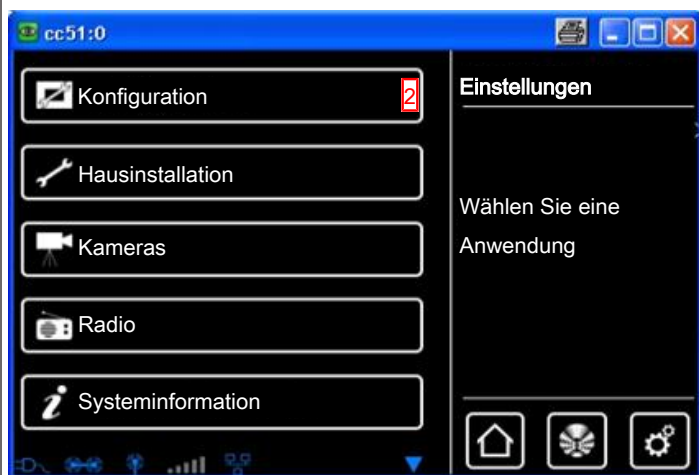 cc51:0
Konfiguration 2
Hausinstallation
Kameras
Radio
Systeminformation
Einstellungen
Wählen Sie eine
Anwendung